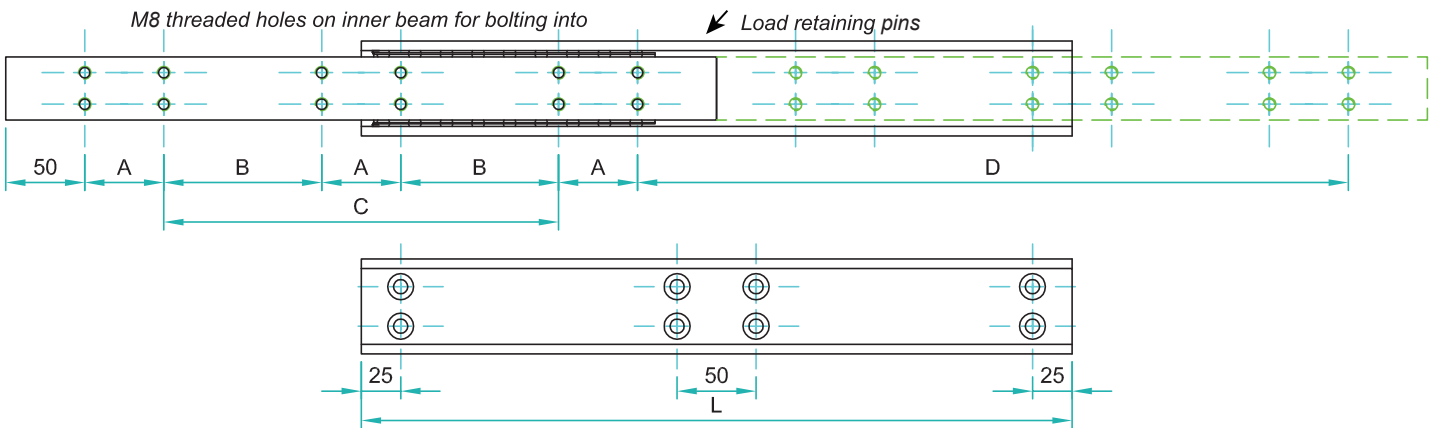 M8 threaded holes on inner beam for bolting into
Load retaining pins
50 A B A B A D
C
25 50 25
L